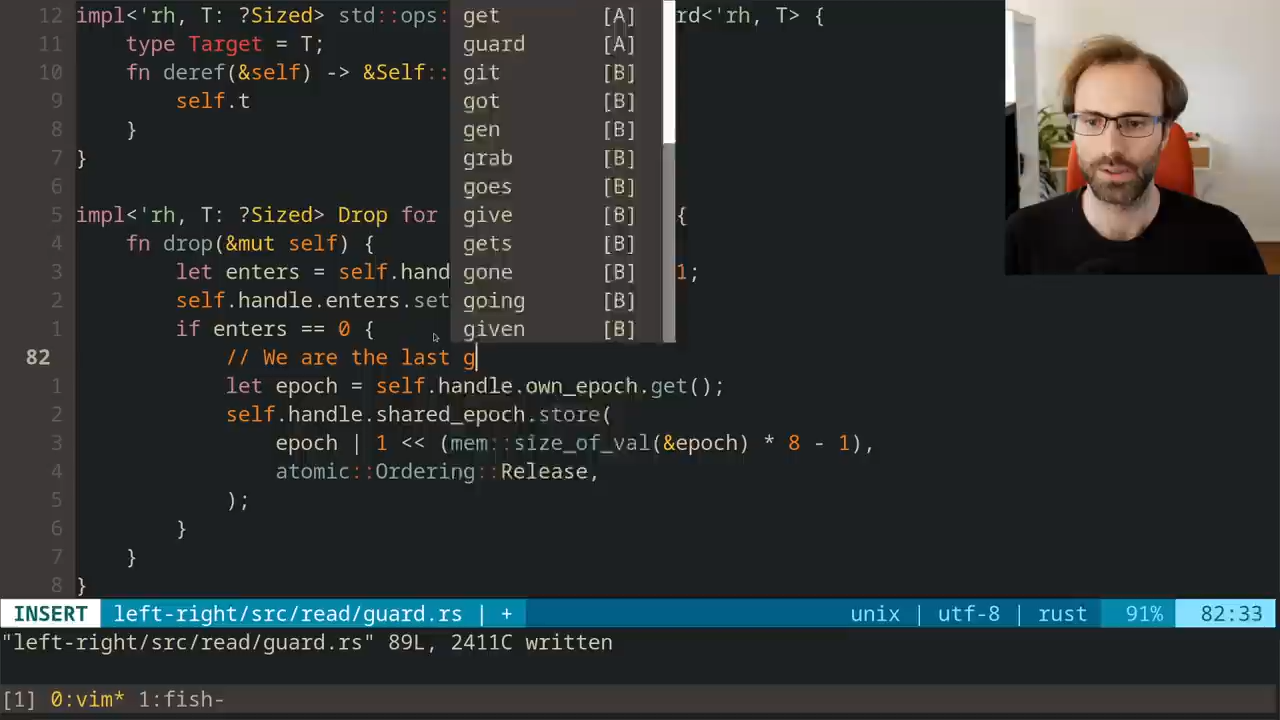 12 impl<'rh, T: ?Sized> std::ops: get [A] rd<'rh, T> {
11 type Target = T; guard [A]
10 fn deref(&self) -> &Self:: git [B]
9 self.t got [B]
8 } gen [B]
7 } grab [B]
6 goes [B]
5 impl<'rh, T: ?Sized> Drop for give [B] {
4 fn drop(&mut self) { gets [B]
3 let enters = self.hand gone [B] 1;
2 self.handle.enters.set going [B]
1 if enters == 0 { given [B]
82 // We are the last g
1 let epoch = self.handle.own_epoch.get();
2 self.handle.shared_epoch.store(
3 epoch | 1 << (mem::size_of_val(&epoch) * 8 - 1),
4 atomic::Ordering::Release,
5 );
6 }
7 }
8 }
INSERT left-right/src/read/guard.rs | + unix | utf-8 | rust 91% 82:33
"left-right/src/read/guard.rs" 89L, 2411C written
[1] 0:vim* 1:fish-